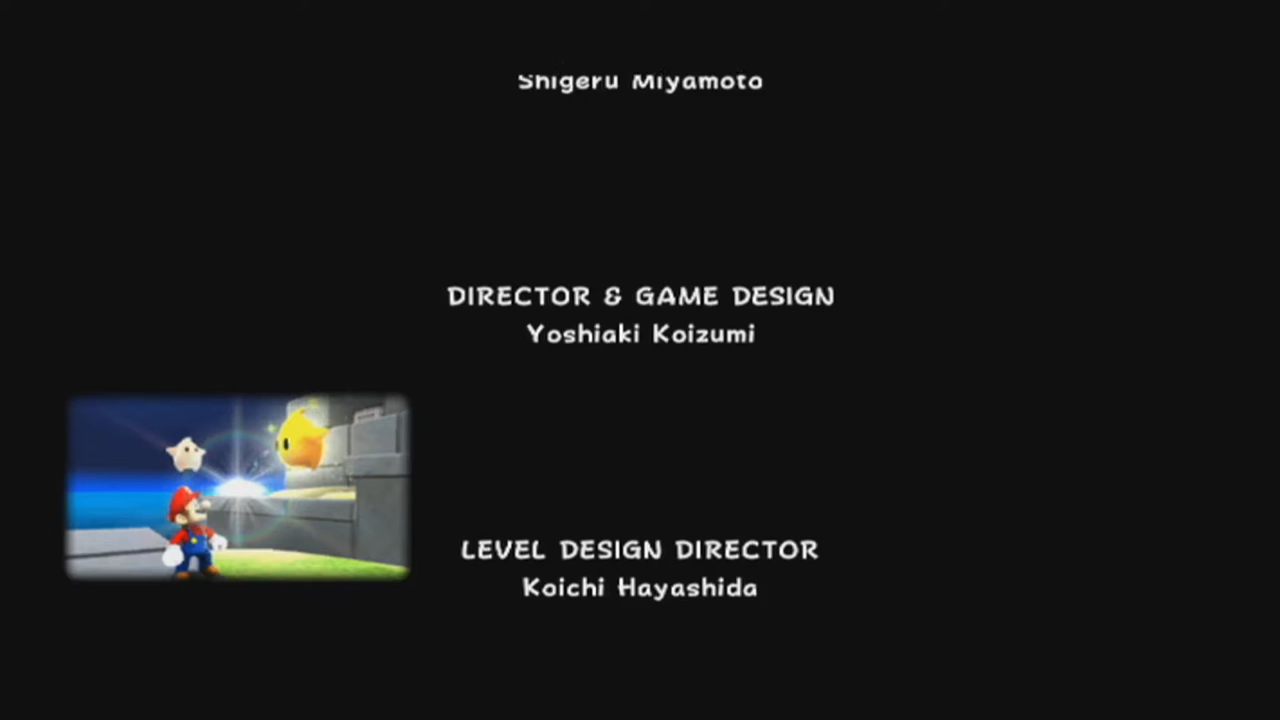 Shigeru Miyamoto
DIRECTOR & GAME DESIGN
Yoshiaki Koizumi
LEVEL DESIGN DIRECTOR
Koichi Hayashida